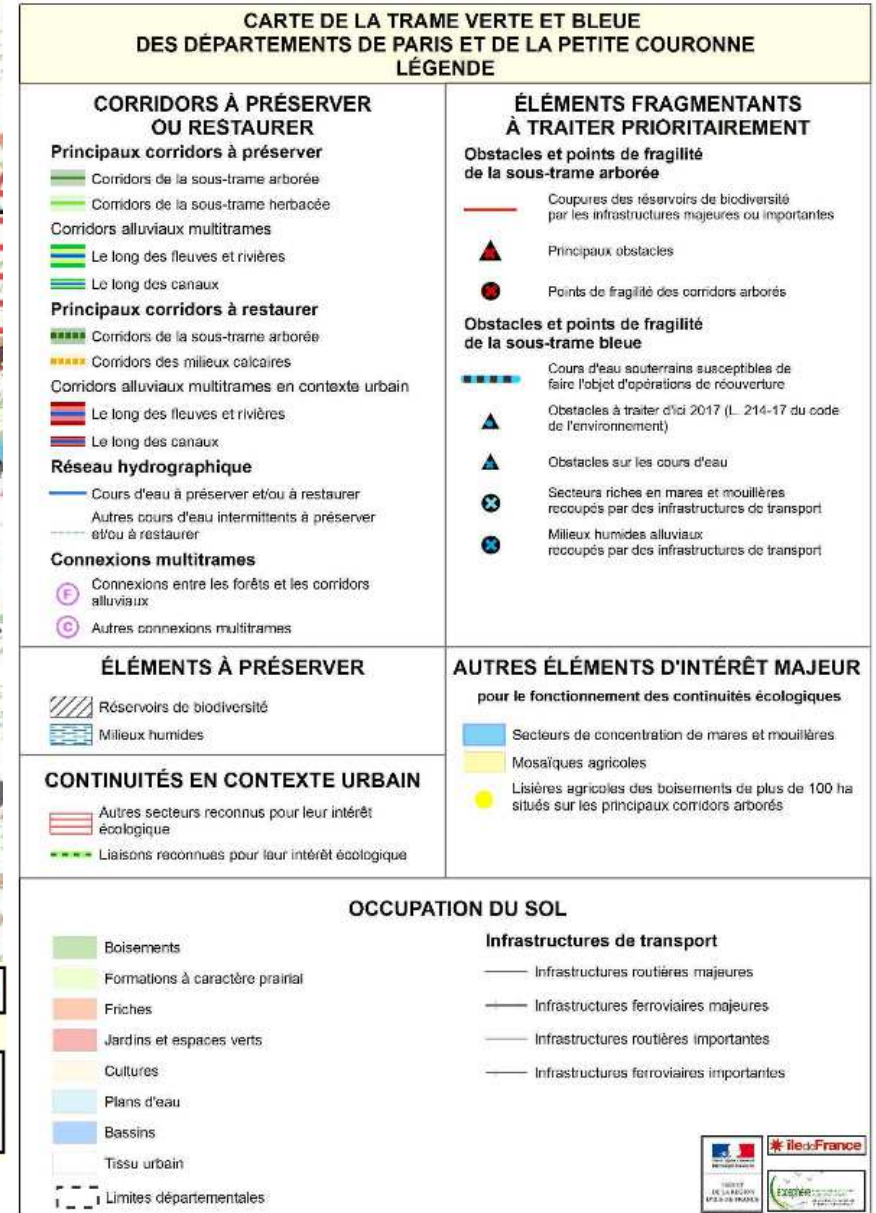 CARTE DE LA TRAME VERTE ET BLEUE
DES DÉPARTEMENTS DE PARIS ET DE LA PETITE COURONNE
LÉGENDE
CORRIDORS À PRÉSERVER
OU RESTAURER
Principaux corridors à préserver
Corridors de la sous-trame arborée
Corridors de la sous-trame herbacée
Corridors alluviaux multitrames
Le long des fleuves et rivières
Le long des canaux
Principaux corridors à restaurer
Corridors de la sous-trame arborée
Corridors des milieux calcaires
Corridors alluviaux multitrames en contexte urbain
Le long des fleuves et rivières
Le long des canaux
Réseau hydrographique
Cours d'eau à préserver et/ou à restaurer
Autres cours d'eau intermittents à préserver
et/ou à restaurer
Connexions multitrames
F
Connexions entre les forêts et les corridors
alluviaux
C
Autres connexions multitrames
ÉLÉMENTS FRAGMENTANTS
À TRAITER PRIORITAIREMENT
Obstacles et points de fragilité
de la sous-trame arborée
Coupures des réservoirs de biodiversité
par les infrastructures majeures ou importantes
Principaux obstacles
Points de fragilité des corridors arborés
Obstacles et points de fragilité
de la sous-trame bleue
Cours d'eau souterrains susceptibles de
faire l'objet d'opérations de réouverture
Obstacles à traiter d'ici 2017 (L. 214-17 du code
de l'environnement)
Obstacles sur les cours d'eau
Secteurs riches en mares et mouillères
recoupés par des infrastructures de transport
Milieux humides alluviaux
recoupés par des infrastructures de transport
ÉLÉMENTS À PRÉSERVER
Réservoirs de biodiversité
Milieux humides
CONTINUITÉS EN CONTEXTE URBAIN
Autres secteurs reconnus pour leur intérêt
écologique
Liaisons reconnues pour leur intérêt écologique
AUTRES ÉLÉMENTS D'INTÉRÊT MAJEUR
pour le fonctionnement des continuités écologiques
Secteurs de concentration de mares et mouillères
Mosaïques agricoles
Lisières agricoles des boisements de plus de 100 ha
situés sur les principaux corridors arborés
OCCUPATION DU SOL
Boisements
Formations à caractère prairial
Friches
Jardins et espaces verts
Cultures
Plans d'eau
Bassins
Tissu urbain
Limites départementales
Infrastructures de transport
Infrastructures routières majeures
Infrastructures ferroviaires majeures
Infrastructures routières importantes
Infrastructures ferroviaires importantes
PRÉFET
DE LA RÉGION
D'ÎLE-DE-FRANCE
îledeFrance
écosphère